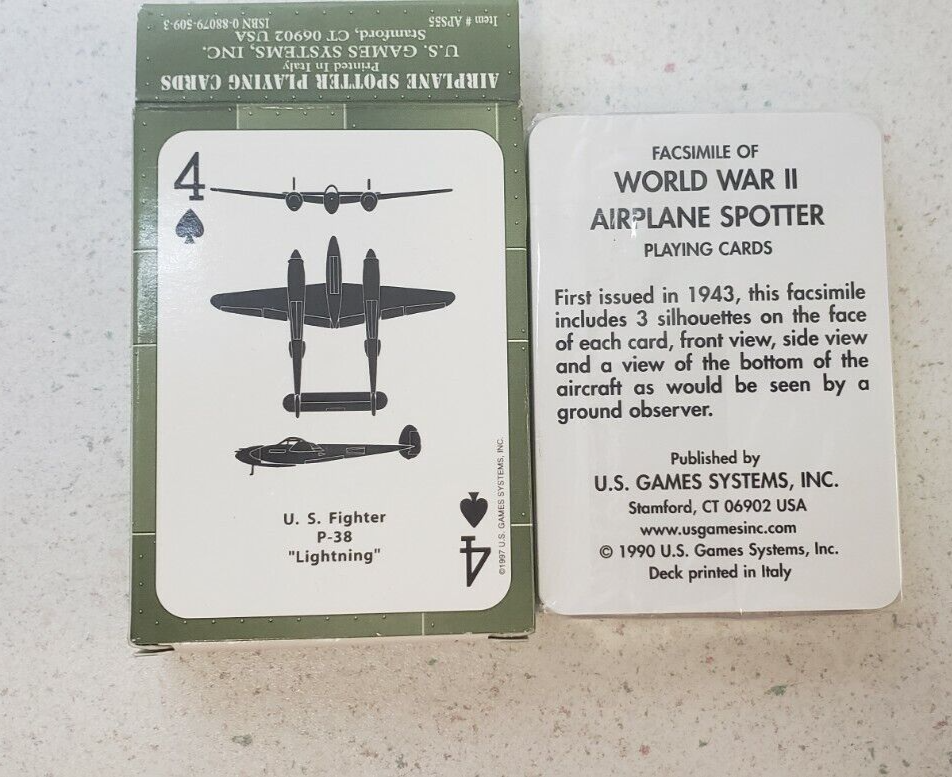 AIRPLANE SPOTTER PLAYING CARDS
Printed In Italy
U.S. GAMES SYSTEMS, INC.
Stamford, CT 06902 USA
Item # APS55
ISBN 0-88079-509-3
4
U. S. Fighter
P-38
"Lightning"
4
©1997 U.S. GAMES SYSTEMS, INC.
FACSIMILE OF
WORLD WAR II
AIRPLANE SPOTTER
PLAYING CARDS
First issued in 1943, this facsimile
includes 3 silhouettes on the face
of each card, front view, side view
and a view of the bottom of the
aircraft as would be seen by a
ground observer.
Published by
U.S. GAMES SYSTEMS, INC.
Stamford, CT 06902 USA
www.usgamesinc.com
© 1990 U.S. Games Systems, Inc.
Deck printed in Italy